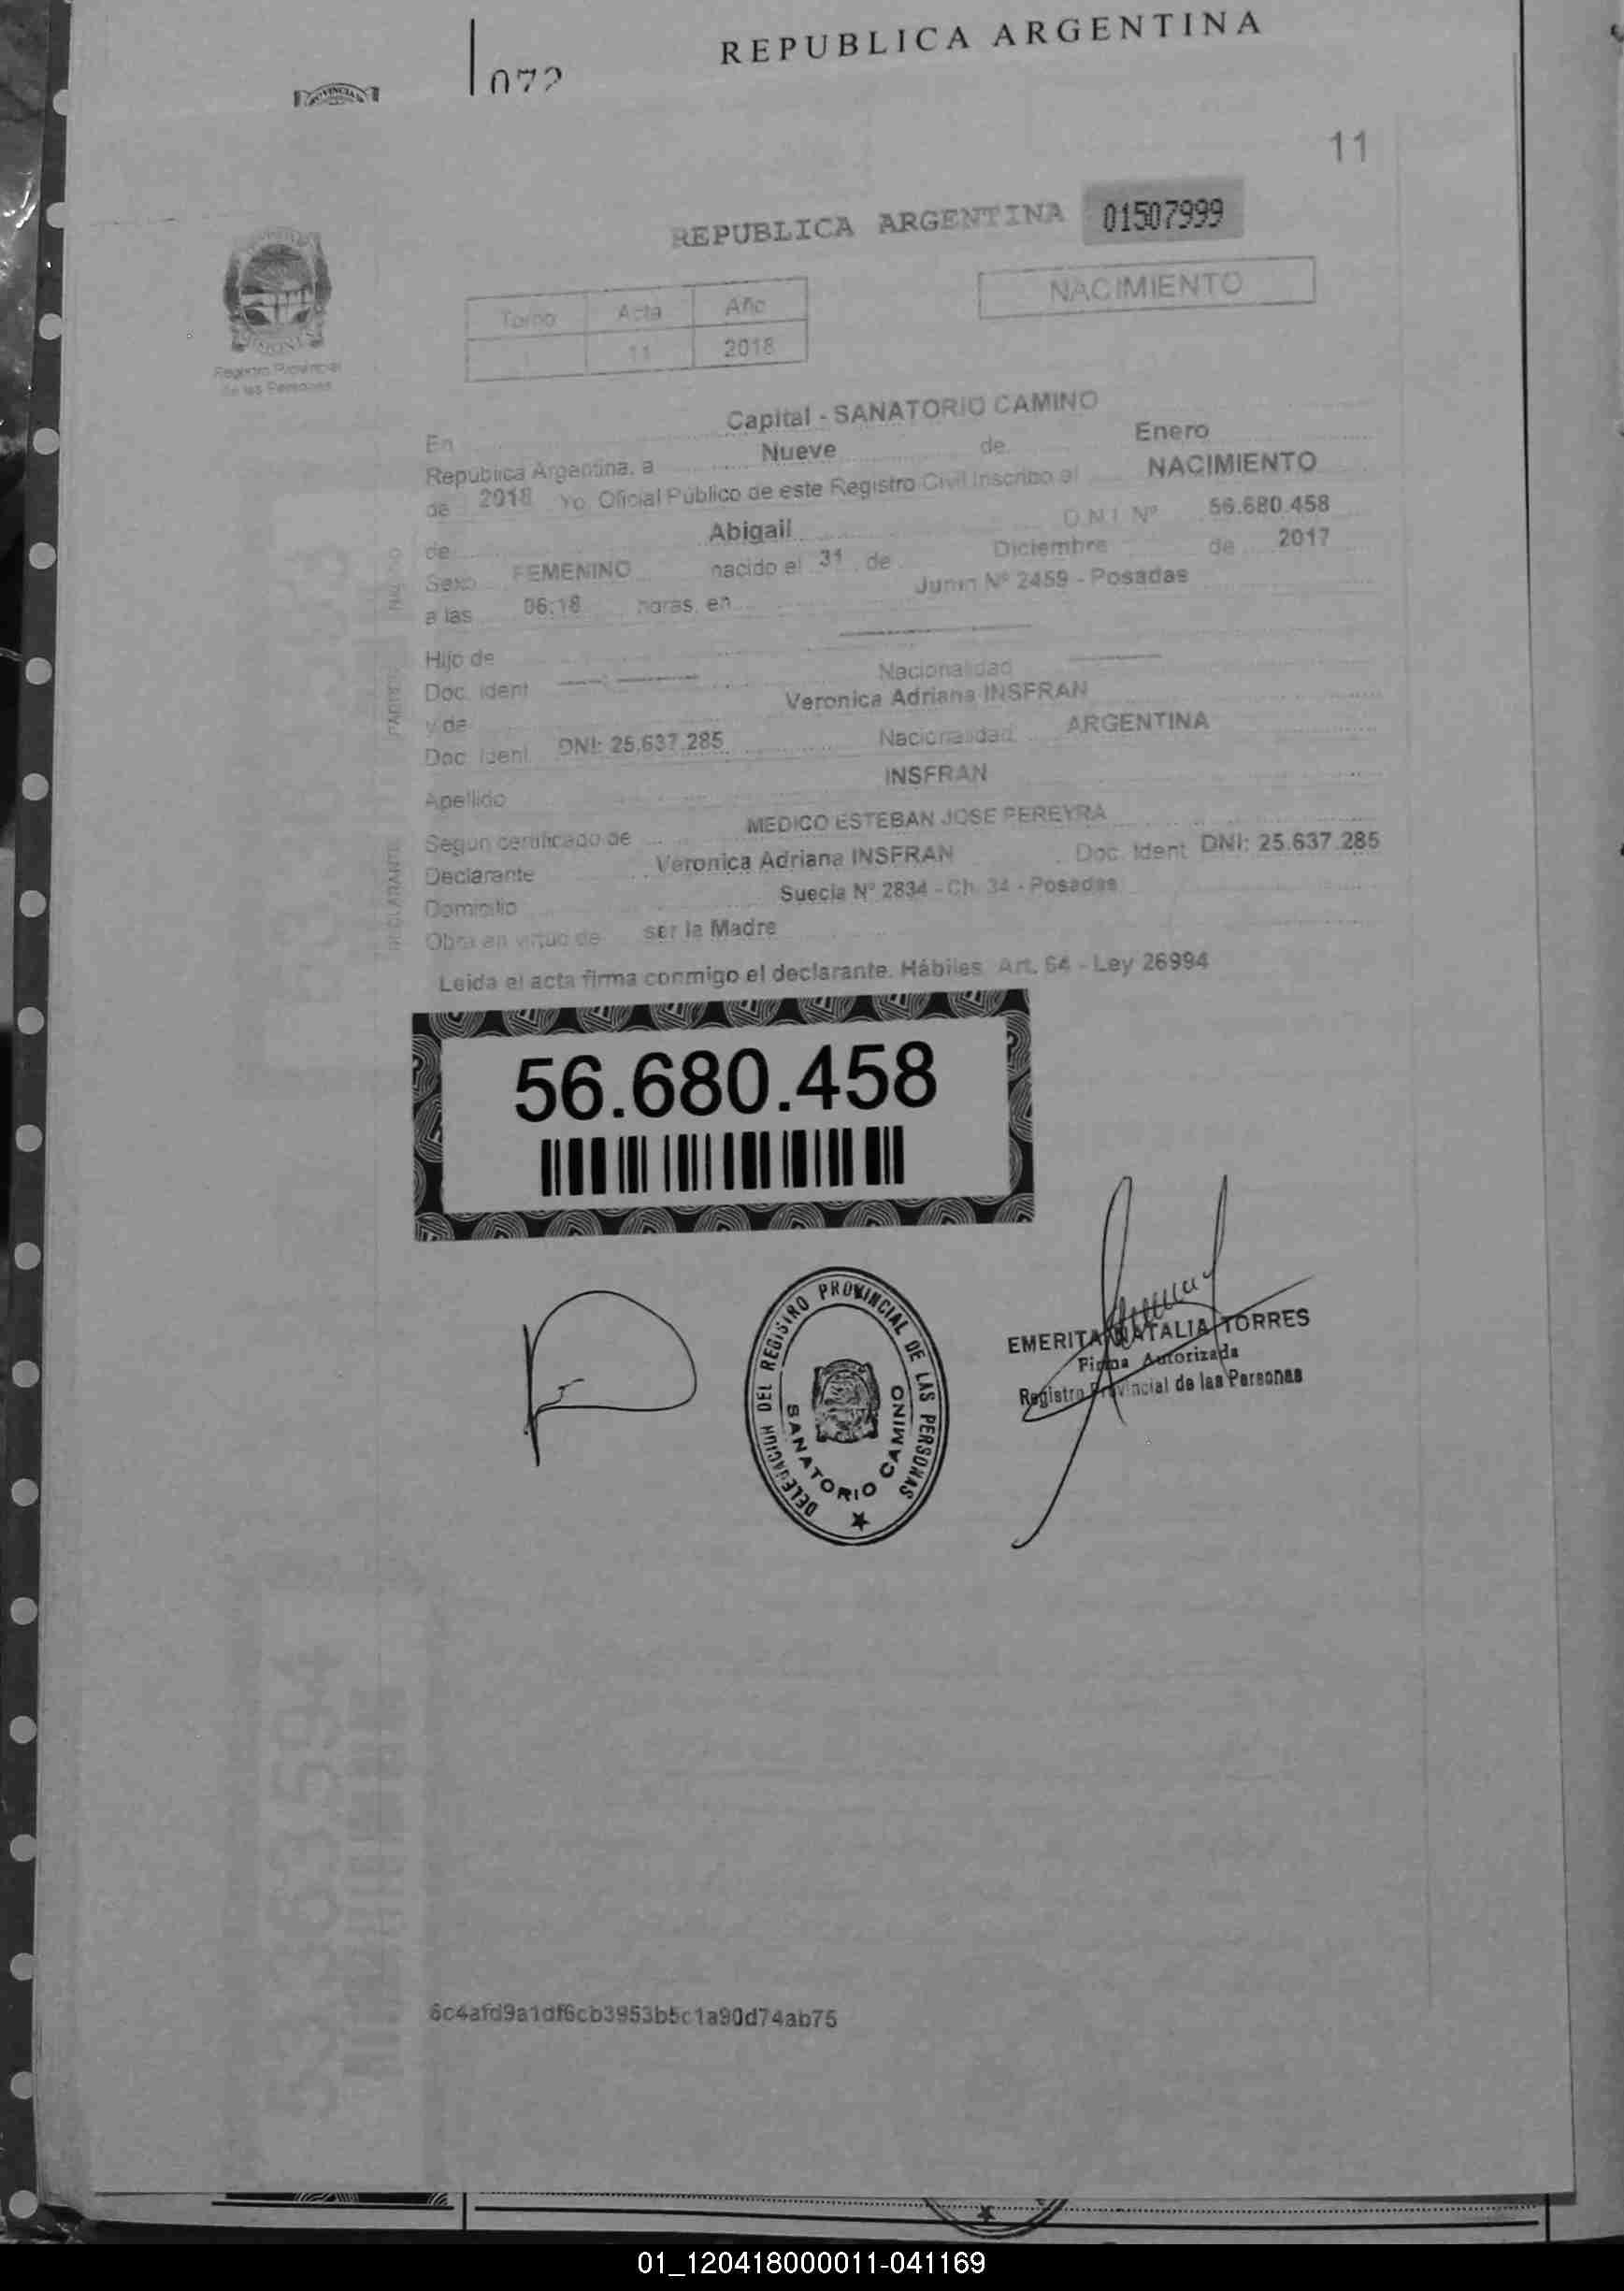 REPUBLICA ARGENTINA
072
PROVINCIA
11
REPUBLICA ARGENTINA 01507999
Registro Provincial
de las Personas
Tomo Acta Año
1 11 2018
NACIMIENTO
En Capital - SANATORIO CAMINO
República Argentina, a Nueve de Enero
de 2018 Yo Oficial Público de este Registro Civil Inscribo el NACIMIENTO
de Abigail D.N.I. Nº 56.680.458
Sexo FEMENINO nacido el 31 de Diciembre de 2017
a las 06:18 horas, en Junin Nº 2459 - Posadas
Hijo de
Doc. Ident Nacionalidad
y de Veronica Adriana INSFRAN
Doc. Ident. DNI: 25.637.285 Nacionalidad ARGENTINA
Apellido INSFRAN
Según certificado de MEDICO ESTEBAN JOSE PEREYRA
Declarante Veronica Adriana INSFRAN Doc. Ident DNI: 25.637.285
Domicilio Suecia Nº 2834 - Ch. 34 - Posadas
Obra en virtud de ser la Madre
Leida el acta firma conmigo el declarante. Hábiles Art. 64 - Ley 26994
PADRES
DECLARANTE
56.680.458
DELEGACION DEL REGISTRO PROVINCIAL DE LAS PERSONAS
SANATORIO CAMINO
EMERITA NATALIA TORRES
Firma Autorizada
Registro Provincial de las Personas
6c4afd9a1df6cb3953b5c1a90d74ab75
01_120418000011-041169